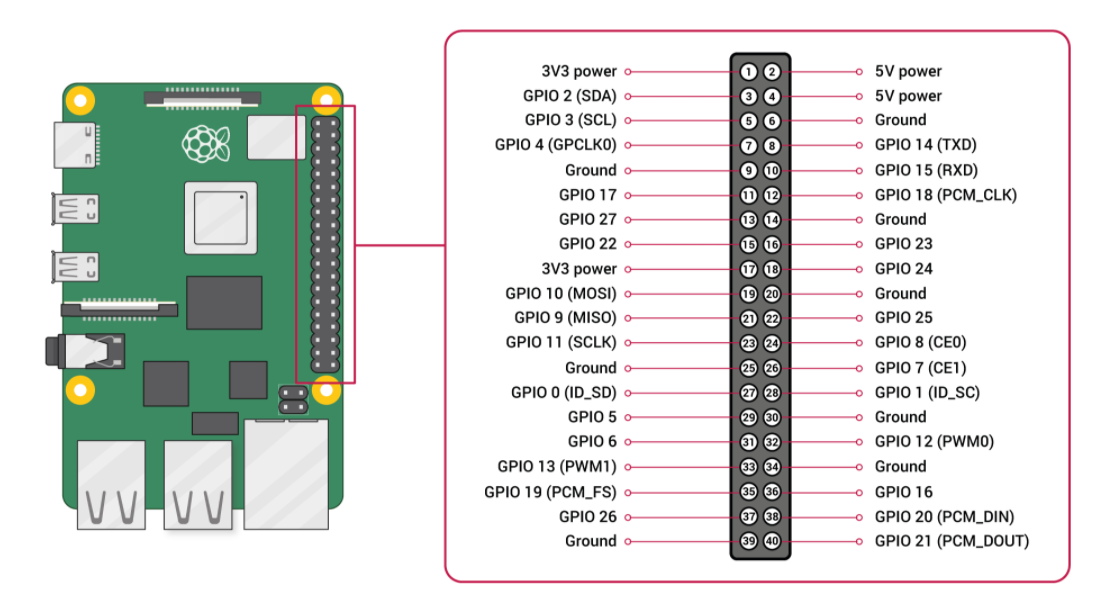 3V3 power 1 2 5V power
GPIO 2 (SDA) 3 4 5V power
GPIO 3 (SCL) 5 6 Ground
GPIO 4 (GPCLK0) 7 8 GPIO 14 (TXD)
Ground 9 10 GPIO 15 (RXD)
GPIO 17 11 12 GPIO 18 (PCM_CLK)
GPIO 27 13 14 Ground
GPIO 22 15 16 GPIO 23
3V3 power 17 18 GPIO 24
GPIO 10 (MOSI) 19 20 Ground
GPIO 9 (MISO) 21 22 GPIO 25
GPIO 11 (SCLK) 23 24 GPIO 8 (CE0)
Ground 25 26 GPIO 7 (CE1)
GPIO 0 (ID_SD) 27 28 GPIO 1 (ID_SC)
GPIO 5 29 30 Ground
GPIO 6 31 32 GPIO 12 (PWM0)
GPIO 13 (PWM1) 33 34 Ground
GPIO 19 (PCM_FS) 35 36 GPIO 16
GPIO 26 37 38 GPIO 20 (PCM_DIN)
Ground 39 40 GPIO 21 (PCM_DOUT)